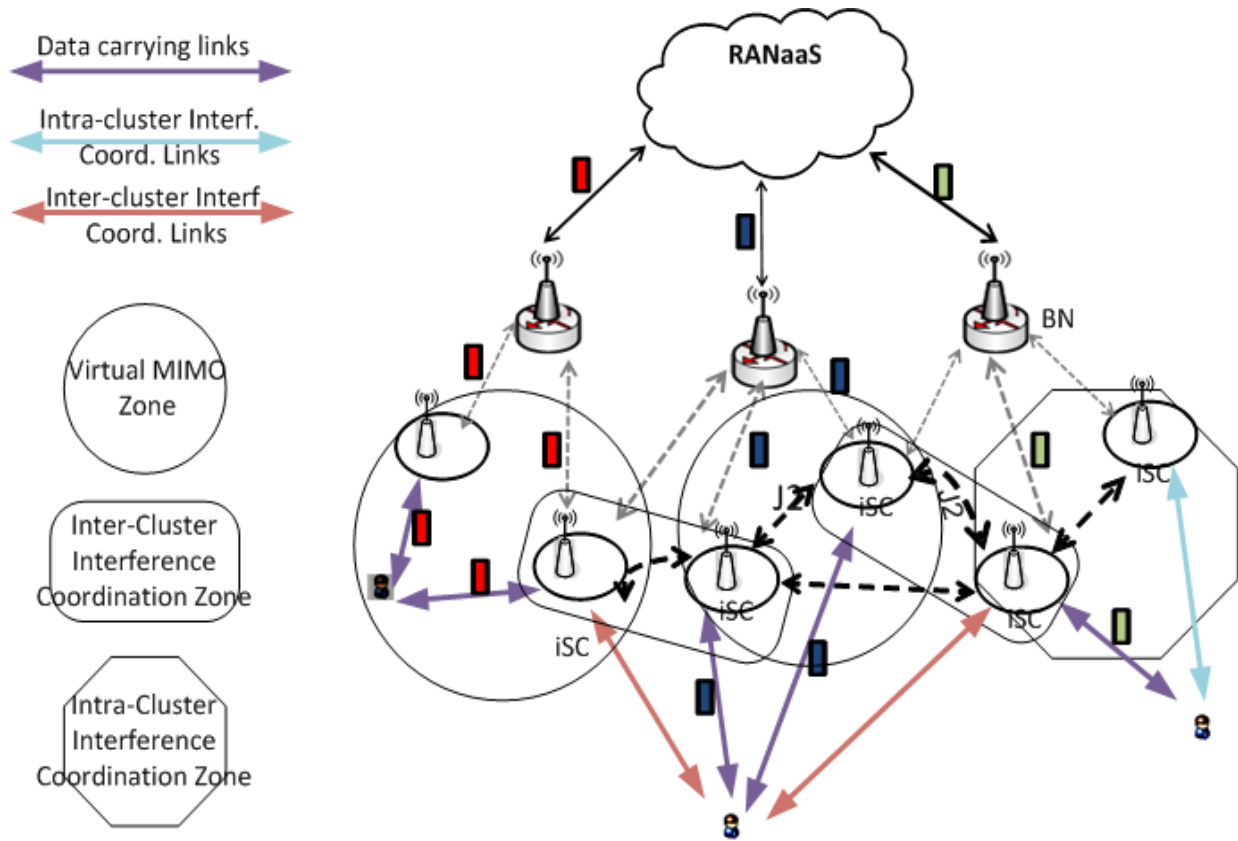 Data carrying links
Intra-cluster Interf.
Coord. Links
Inter-cluster Interf
Coord. Links
Virtual MIMO
Zone
Inter-Cluster
Interference
Coordination Zone
Intra-Cluster
Interference
Coordination Zone
RANaaS
BN
iSC
J2
iSC
J2
iSC
iSC
iSC